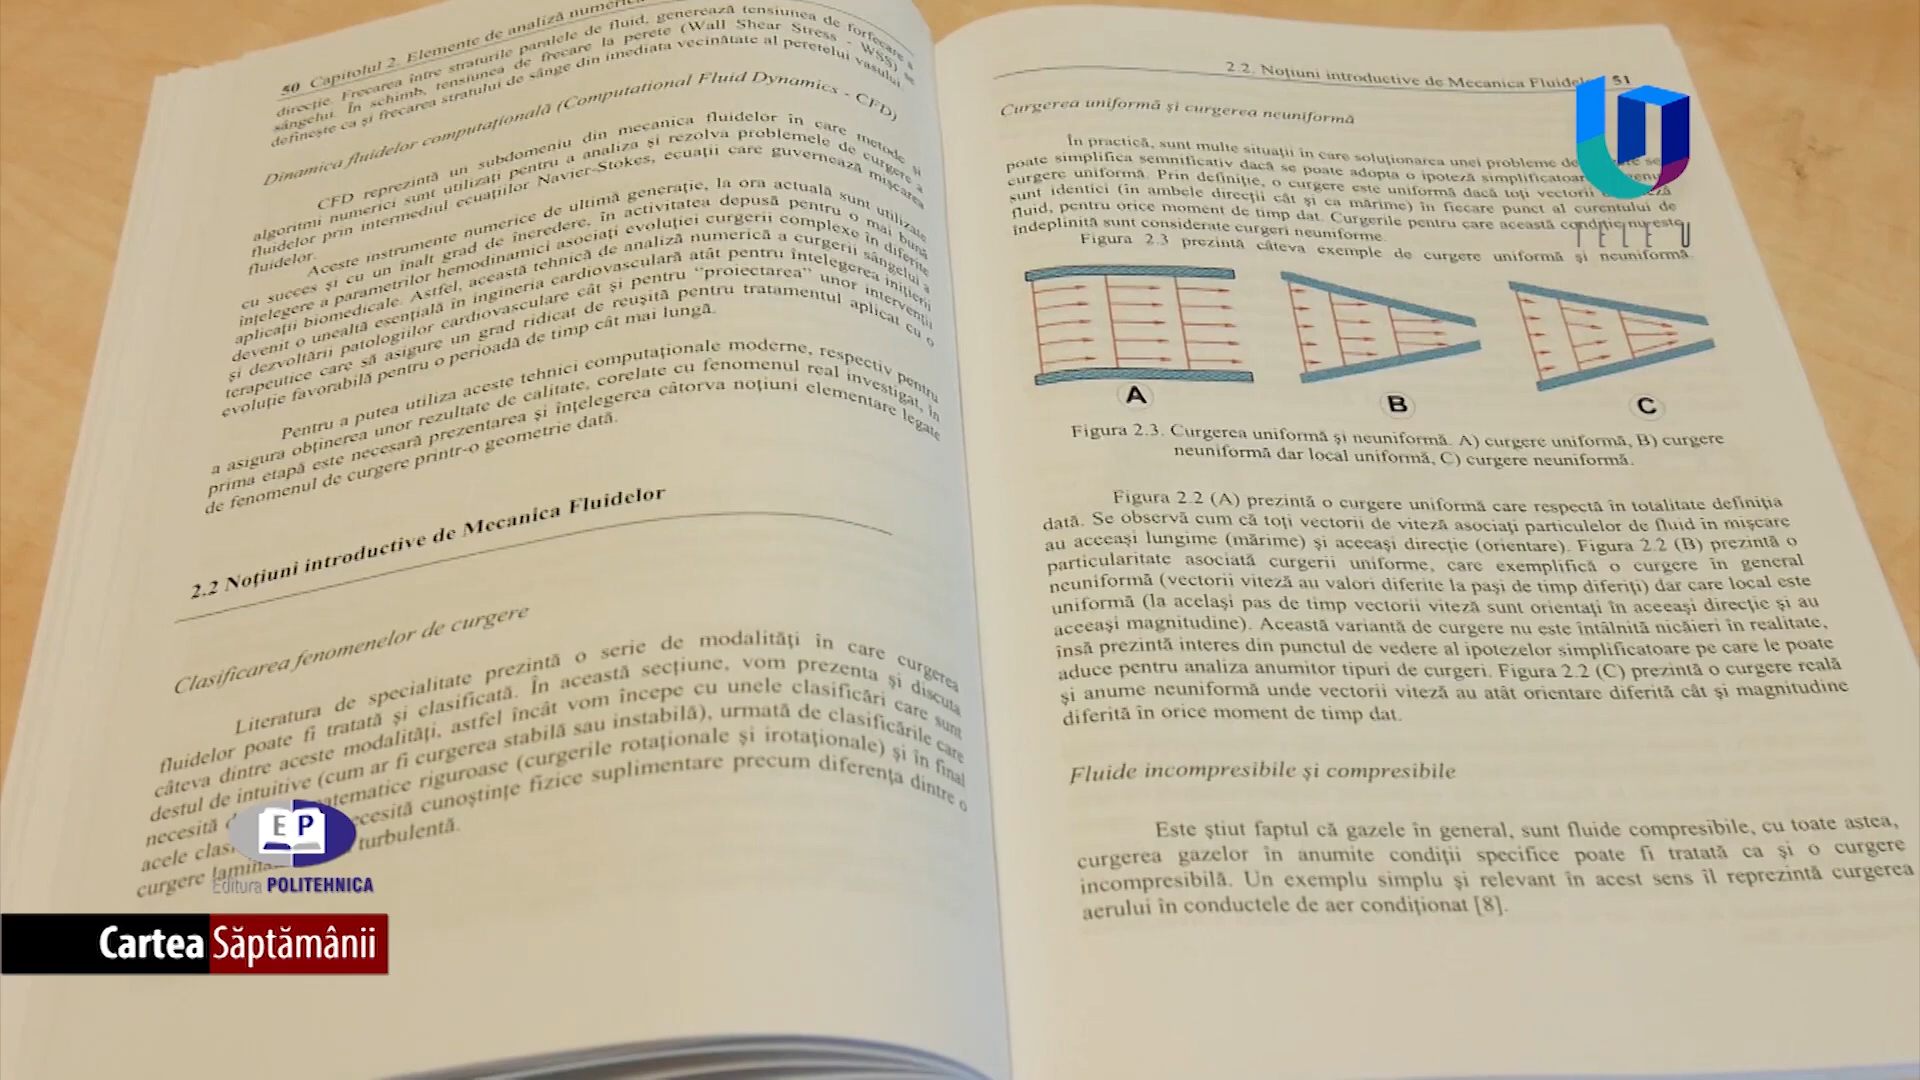 50 Capitolul 2. Elemente de analiză numerică
direcție. Frecarea între straturile paralele de fluid, generează tensiunea de forfecare a
sângelui. În schimb, tensiunea de frecare la perete (Wall Shear Stress - WSS) se
definește ca și frecarea stratului de sânge din imediata vecinătate al peretelui vasului.
Dinamica fluidelor computațională (Computational Fluid Dynamics - CFD)
CFD reprezintă un subdomeniu din mecanica fluidelor în care metode și
algoritmi numerici sunt utilizați pentru a analiza și rezolva problemele de curgere a
fluidelor prin intermediul ecuațiilor Navier-Stokes, ecuații care guvernează mișcarea
fluidelor.
Aceste instrumente numerice de ultimă generație, la ora actuală sunt utilizate
cu succes și cu un înalt grad de încredere, în activitatea depusă pentru o mai bună
înțelegere a parametrilor hemodinamici asociați evoluției curgerii complexe în diferite
aplicații biomedicale. Astfel, această tehnică de analiză numerică a curgerii sângelui a
devenit o unealtă esențială în ingineria cardiovasculară atât pentru înțelegerea inițierii
și dezvoltării patologiilor cardiovasculare cât și pentru "proiectarea" unor intervenții
terapeutice care să asigure un grad ridicat de reușită pentru tratamentul aplicat cu o
evoluție favorabilă pentru o perioadă de timp cât mai lungă.
Pentru a putea utiliza aceste tehnici computaționale moderne, respectiv pentru
a asigura obținerea unor rezultate de calitate, corelate cu fenomenul real investigat, în
prima etapă este necesară prezentarea și înțelegerea câtorva noțiuni elementare legate
de fenomenul de curgere printr-o geometrie dată.
2.2 Noțiuni introductive de Mecanica Fluidelor
Clasificarea fenomenelor de curgere
Literatura de specialitate prezintă o serie de modalități în care curgerea
fluidelor poate fi tratată și clasificată. În această secțiune, vom prezenta și discuta
câteva dintre aceste modalități, astfel încât vom începe cu unele clasificări care sunt
destul de intuitive (cum ar fi curgerea stabilă sau instabilă), urmată de clasificările care
necesită matematice riguroase (curgerile rotaționale și irotaționale) și în final
acele necesită cunoștințe fizice suplimentare precum diferența dintre o
curgere turbulentă.
EP
Editura POLITEHNICA
Cartea Săptămânii
2.2. Noțiuni introductive de Mecanica Fluidelor 51
Curgerea uniformă și curgerea neuniformă
În practică, sunt multe situații în care soluționarea unei probleme de se
poate simplifica semnificativ dacă se poate adopta o ipoteză simplificatoare
curgere uniformă. Prin definiție, o curgere este uniformă dacă toți vectorii
sunt identici (în ambele direcții cât și ca mărime) în fiecare punct al curentului de
fluid, pentru orice moment de timp dat. Curgerile pentru care această condiție nu este
îndeplinită sunt considerate curgeri neuniforme.
TELE U
Figura 2.3 prezintă câteva exemple de curgere uniformă și neuniformă.
A
B
C
Figura 2.3. Curgerea uniformă și neuniformă. A) curgere uniformă, B) curgere
neuniformă dar local uniformă, C) curgere neuniformă.
Figura 2.2 (A) prezintă o curgere uniformă care respectă în totalitate definiția
dată. Se observă cum că toți vectorii de viteză asociați particulelor de fluid în mișcare
au aceeași lungime (mărime) și aceeași direcție (orientare). Figura 2.2 (B) prezintă o
particularitate asociată curgerii uniforme, care exemplifică o curgere în general
neuniformă (vectorii viteză au valori diferite la pași de timp diferiți) dar care local este
uniformă (la același pas de timp vectorii viteză sunt orientați în aceeași direcție și au
aceeași magnitudine). Această variantă de curgere nu este întâlnită nicăieri în realitate,
însă prezintă interes din punctul de vedere al ipotezelor simplificatoare pe care le poate
aduce pentru analiza anumitor tipuri de curgeri. Figura 2.2 (C) prezintă o curgere reală
și anume neuniformă unde vectorii viteză au atât orientare diferită cât și magnitudine
diferită în orice moment de timp dat.
Fluide incompresibile și compresibile
Este știut faptul că gazele în general, sunt fluide compresibile, cu toate astea,
curgerea gazelor în anumite condiții specifice poate fi tratată ca și o curgere
incompresibilă. Un exemplu simplu și relevant în acest sens îl reprezintă curgerea
aerului în conductele de aer condiționat [8].